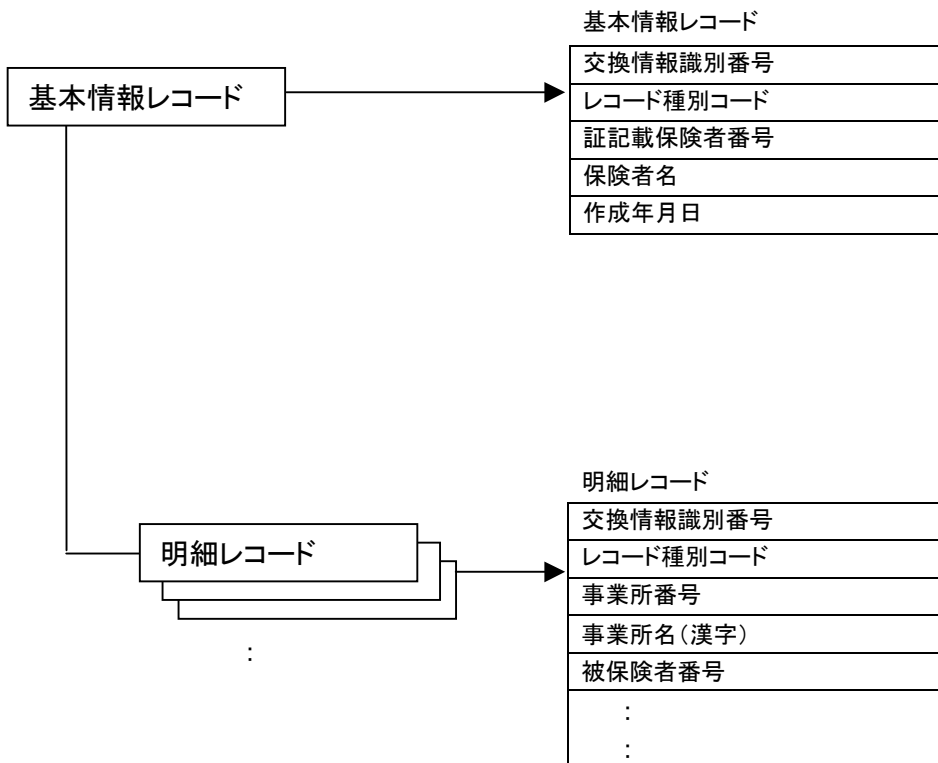 基本情報レコード
基本情報レコード
交換情報識別番号
レコード種別コード
証記載保険者番号
保険者名
作成年月日
明細レコード
明細レコード
:
交換情報識別番号
レコード種別コード
事業所番号
事業所名(漢字)
被保険者番号
:
: